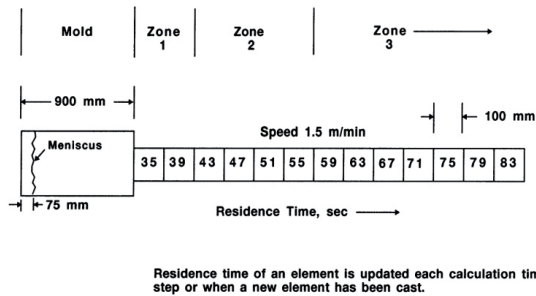 Mold
Zone
1
Zone
2
Zone
3
900 mm
100 mm
Speed 1.5 m/min
Meniscus
35 39 43 47 51 55 59 63 67 71 75 79 83
75 mm
Residence Time, sec
Residence time of an element is updated each calculation tim
step or when a new element has been cast.